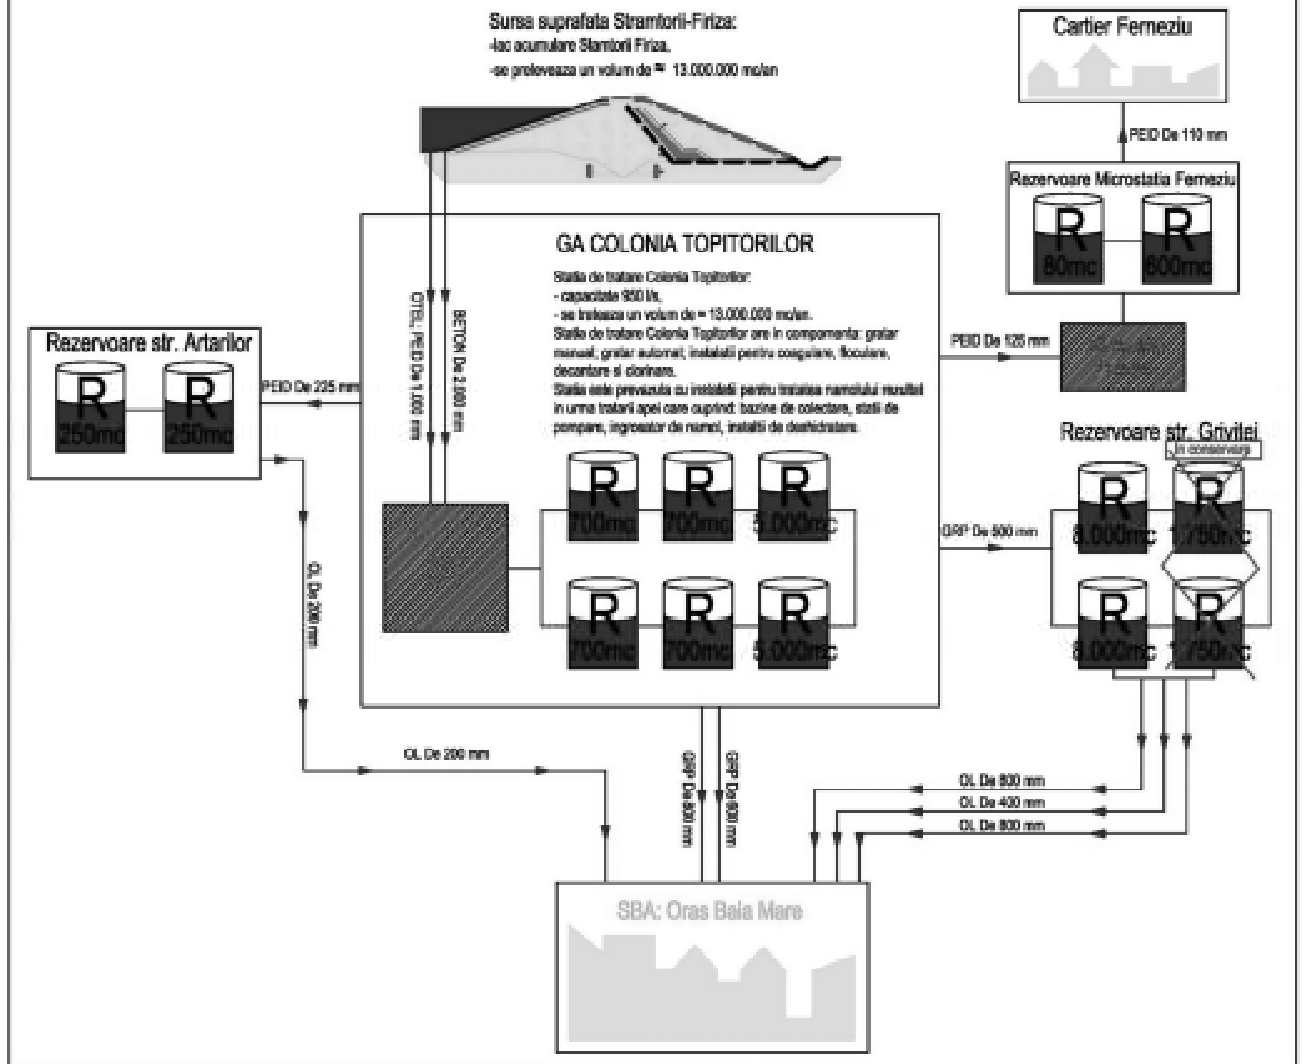 Sursa suprafata Stramtorii-Firiza:
-lac acumulare Stamtorii Firiza,
-se preleveaza un volum de ≈ 13.000.000 mc/an
Cartier Ferneziu
PEID De 110 mm
Rezervoare Microstatia Ferneziu
R
80mc
R
600mc
GA COLONIA TOPITORILOR
Statia de tratare Colonia Topitorilor:
- capacitate 950 l/s,
- se trateaza un volum de ≈ 13.000.000 mc/an.
Statia de tratare Colonia Topitorilor are in componenta: gratar
manual, gratar automat, instalatii pentru coagulare, floculare,
decantare si clorinare.
Statia este prevazuta cu instalatii pentru tratatea namolului rezultat
in urma tratarii apei care cuprind: bazine de colectare, statii de
pompare, ingrosator de namol, instaltii de deshidratare.
OTEL; PEID De 1.000 mm
BETON De 2.000 mm
PEID De 125 mm
Rezervoare str. Artarilor
R
250mc
R
250mc
PEID De 225 mm
Rezervoare str. Grivitei
in conservare
R
700mc
R
700mc
R
5.000mc
R
8.000mc
R
1.750mc
GRP De 500 mm
R
700mc
R
700mc
R
5.000mc
R
8.000mc
R
1.750mc
OL De 200 mm
OL De 200 mm
GRP De 800 mm
GRP De 600 mm
OL De 800 mm
OL De 400 mm
OL De 800 mm
SBA: Oras Baia Mare